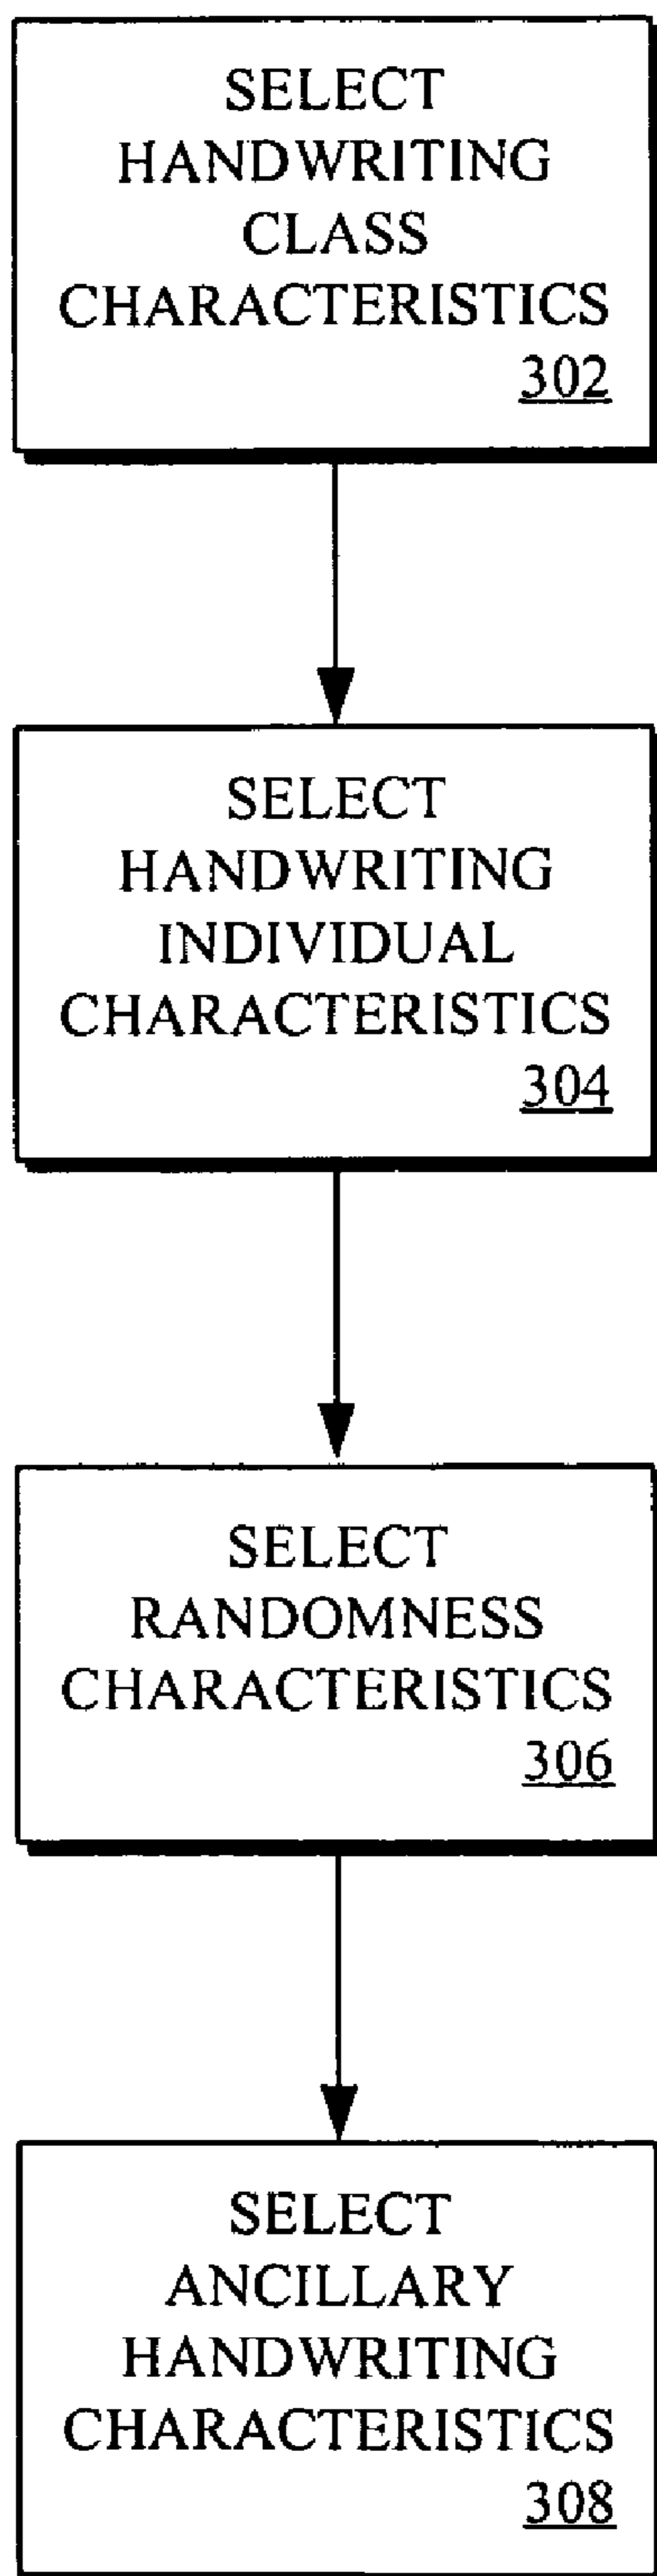 SELECT
HANDWRITING
CLASS
CHARACTERISTICS
302
SELECT
HANDWRITING
INDIVIDUAL
CHARACTERISTICS
304
SELECT
RANDOMNESS
CHARACTERISTICS
306
SELECT
ANCILLARY
HANDWRITING
CHARACTERISTICS
308